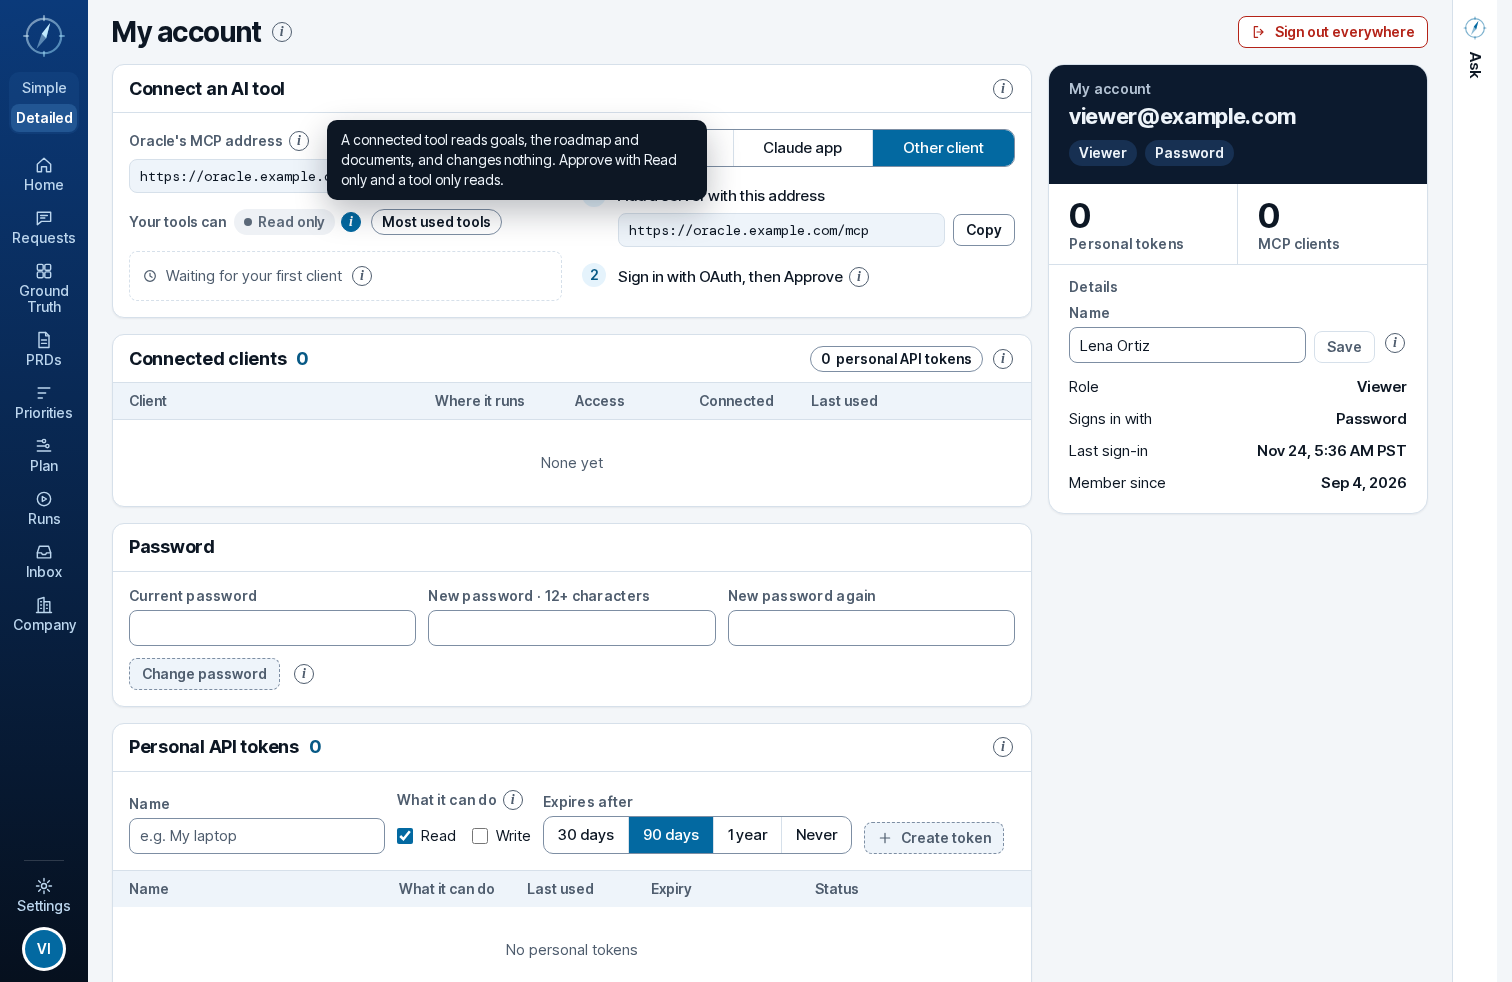 My account
Sign out everywhere
Simple
Detailed
Home
Requests
Ground
Truth
PRDs
Priorities
Plan
Runs
Inbox
Company
Settings
VI
Connect an AI tool
Oracle's MCP address
https://oracle.example.
A connected tool reads goals, the roadmap and
documents, and changes nothing. Approve with Read
only and a tool only reads.
Claude app
Other client
with this address
https://oracle.example.com/mcp
Copy
Your tools can
Read only
Most used tools
Waiting for your first client
2
Sign in with OAuth, then Approve
Connected clients 0
0 personal API tokens
Client
Where it runs
Access
Connected
Last used
None yet
Password
Current password
New password · 12+ characters
New password again
Change password
Personal API tokens 0
Name
What it can do
Expires after
e.g. My laptop
Read
Write
30 days
90 days
1 year
Never
Create token
Name
What it can do
Last used
Expiry
Status
No personal tokens
My account
viewer@example.com
Viewer
Password
0
Personal tokens
0
MCP clients
Details
Name
Lena Ortiz
Save
Role
Viewer
Signs in with
Password
Last sign-in
Nov 24, 5:36 AM PST
Member since
Sep 4, 2026
Ask